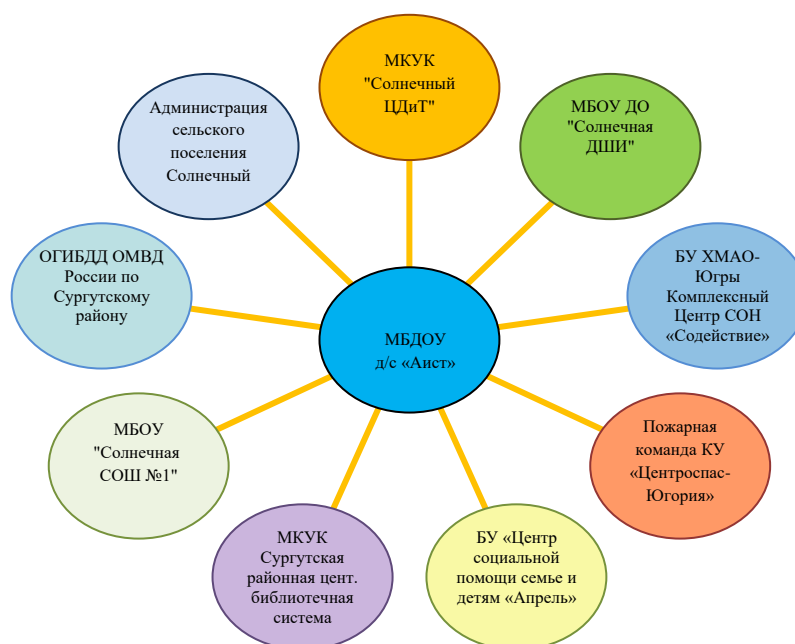 МКУК
"Солнечный
ЦДиТ"
МБОУ ДО
"Солнечная
ДШИ"
БУ ХМАО-
Югры
Комплексный
Центр СОН
«Содействие»
Пожарная
команда КУ
«Центроспас-
Югория»
БУ «Центр
социальной
помощи семье и
детям «Апрель»
МКУК
Сургутская
районная цент.
библиотечная
система
МБОУ
"Солнечная
СОШ №1"
ОГИБДД ОМВД
России по
Сургутскому
району
Администрация
сельского
поселения
Солнечный
МБДОУ
д/с «Аист»